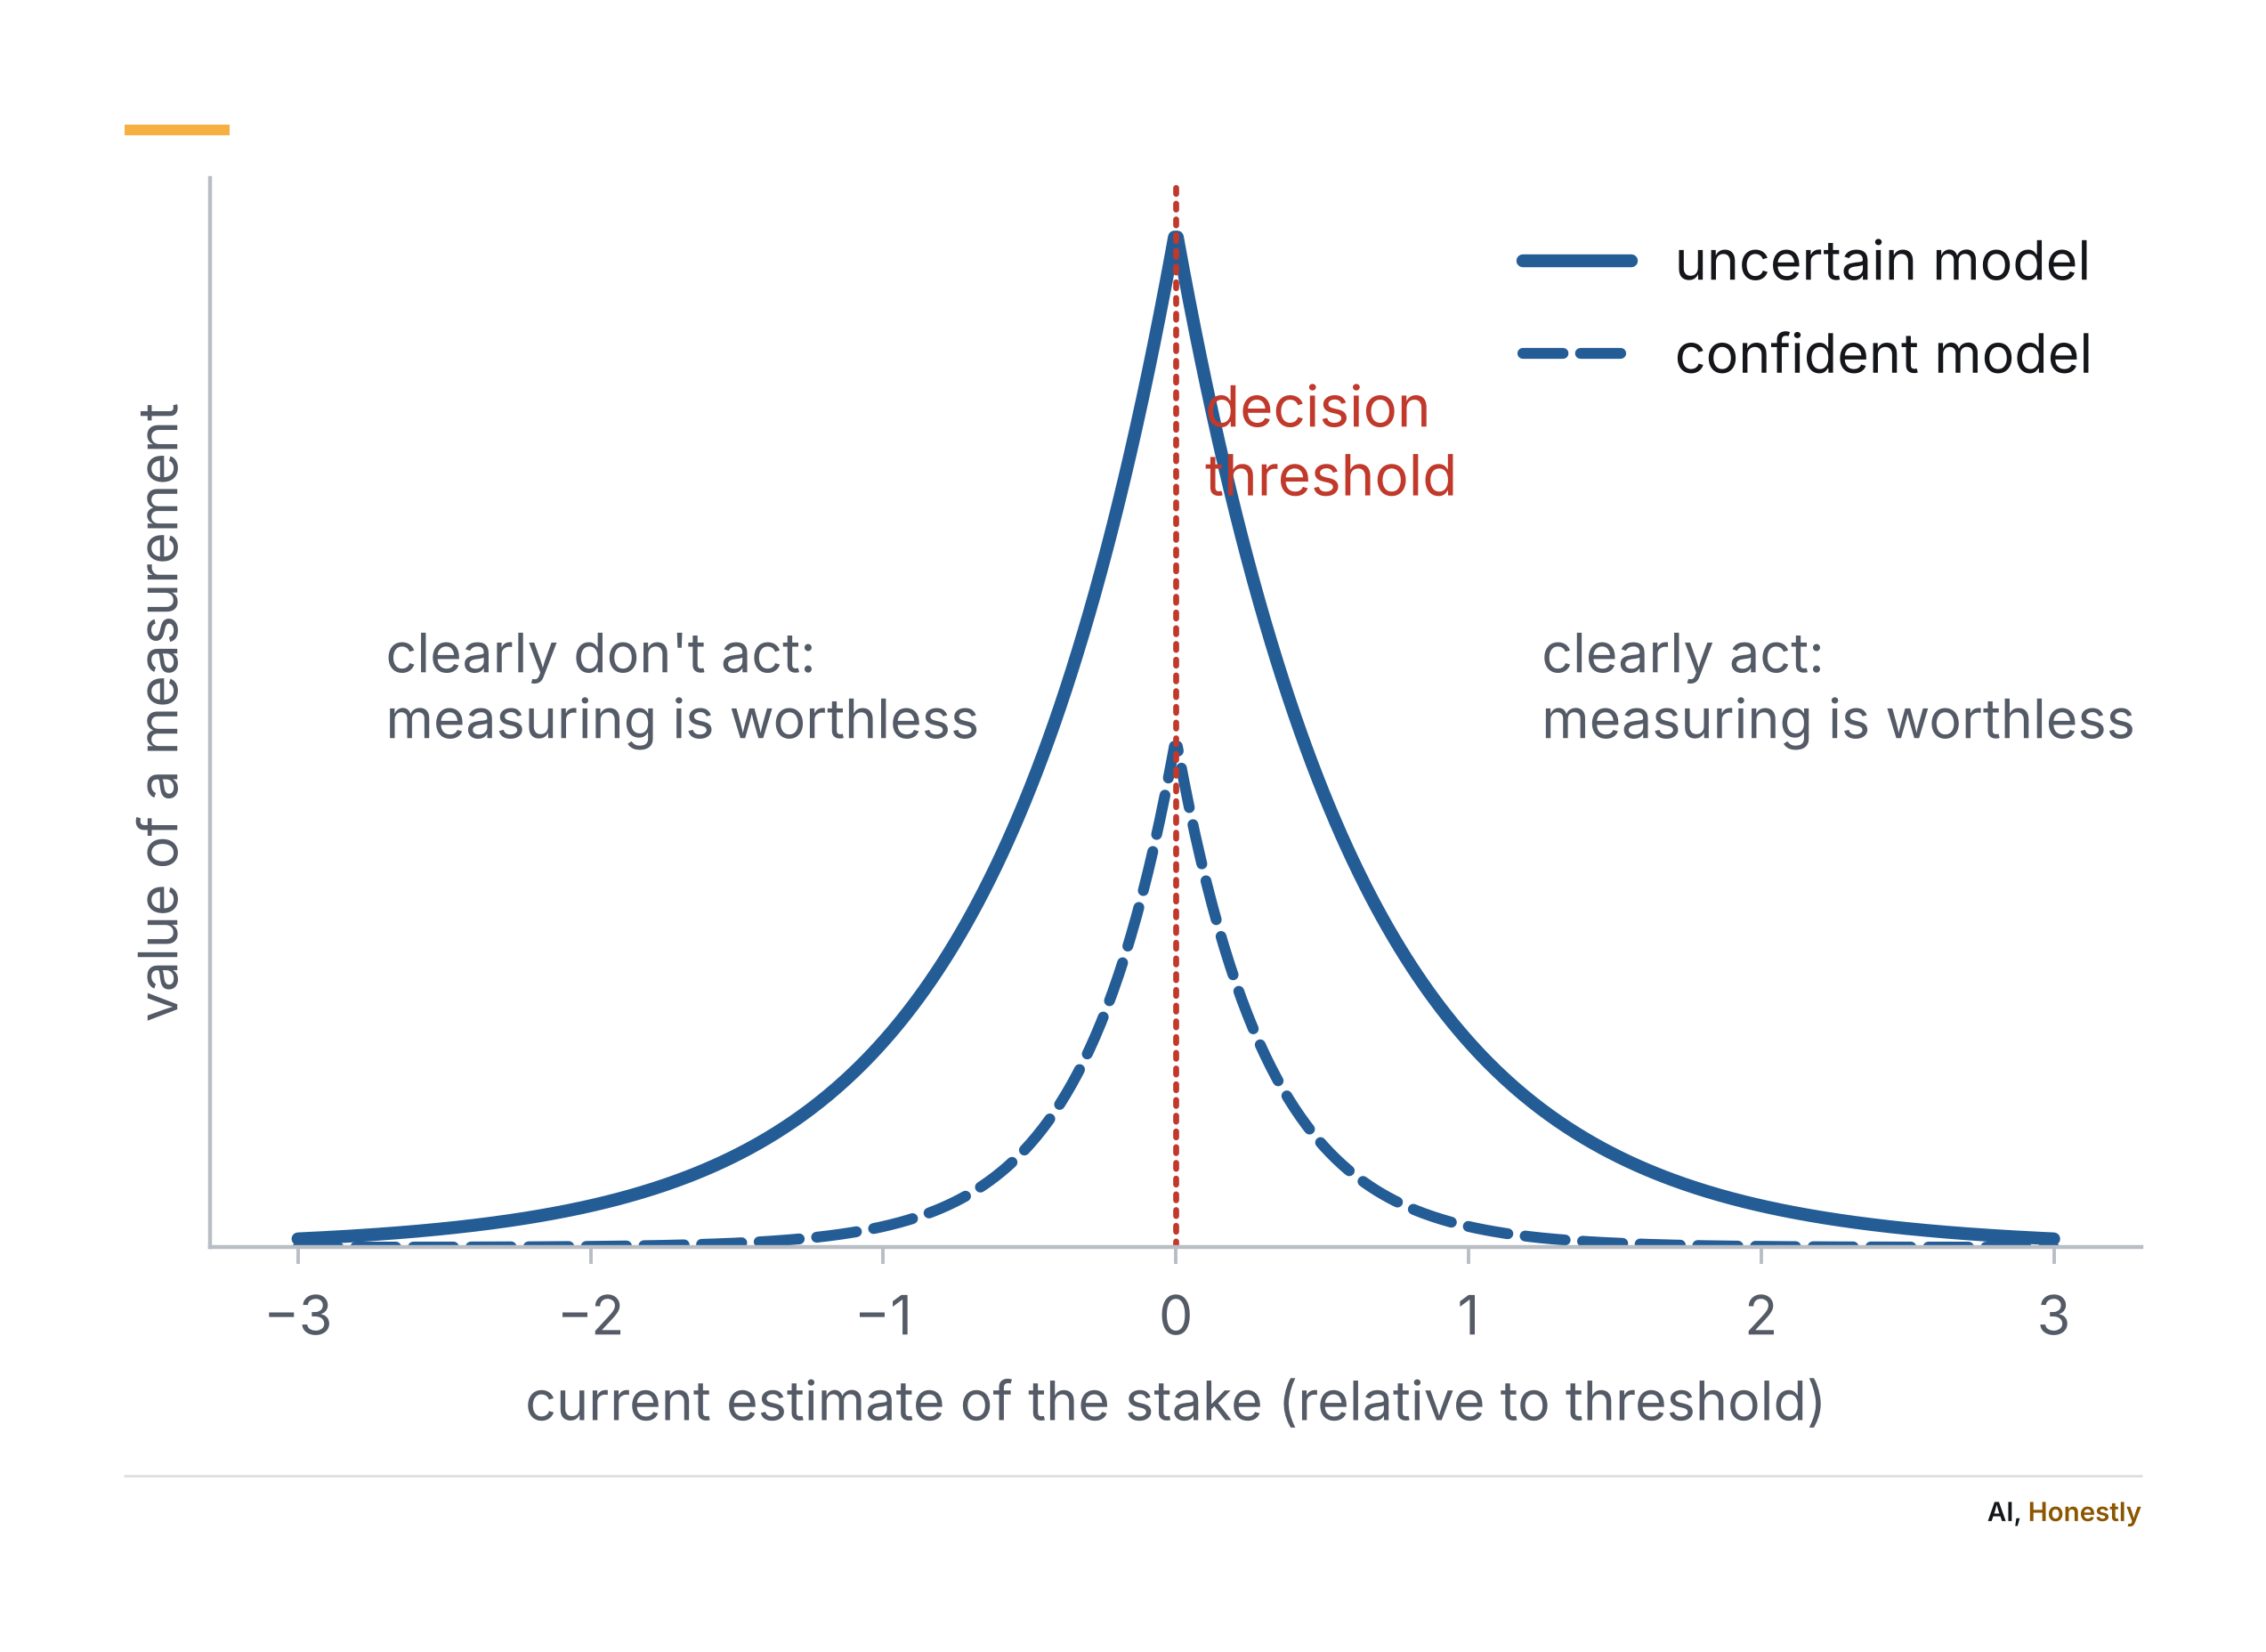 uncertain model
confident model
decision
threshold
clearly don't act:
measuring is worthless
clearly act:
measuring is worthless
value of a measurement
−3 −2 −1 0 1 2 3
current estimate of the stake (relative to threshold)
AI, Honestly